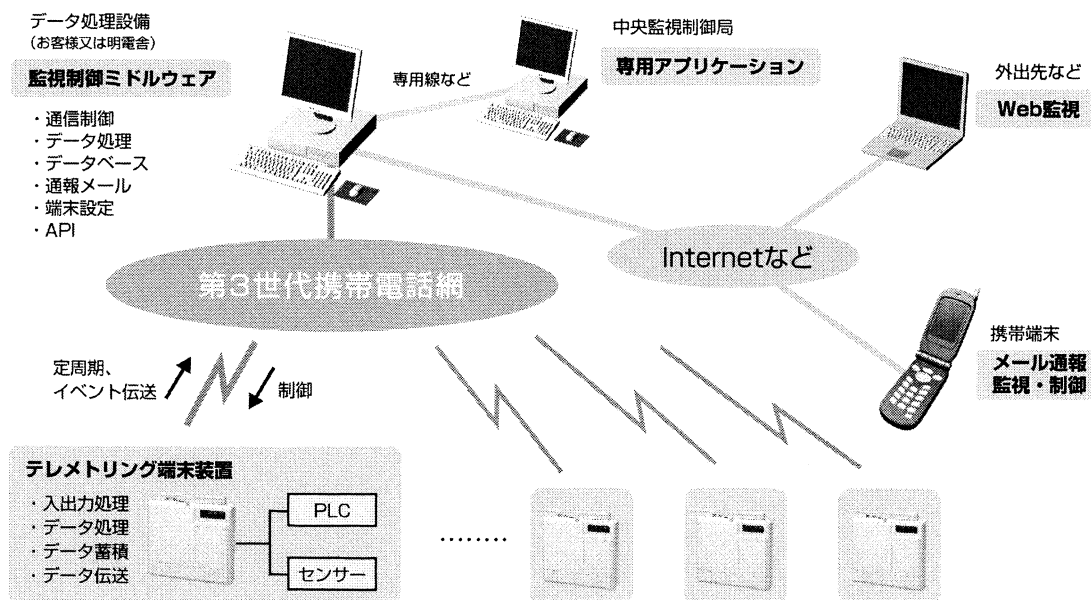 データ処理設備
(お客様又は明電舎)
監視制御ミドルウェア
・通信制御
・データ処理
・データベース
・通報メール
・端末設定
・API
専用線など
中央監視制御局
専用アプリケーション
外出先など
Web監視
Internetなど
第3世代携帯電話網
携帯端末
メール通報
監視・制御
定周期、
イベント伝送
制御
テレメトリング端末装置
・入出力処理
・データ処理
・データ蓄積
・データ伝送
PLC
センサー
………